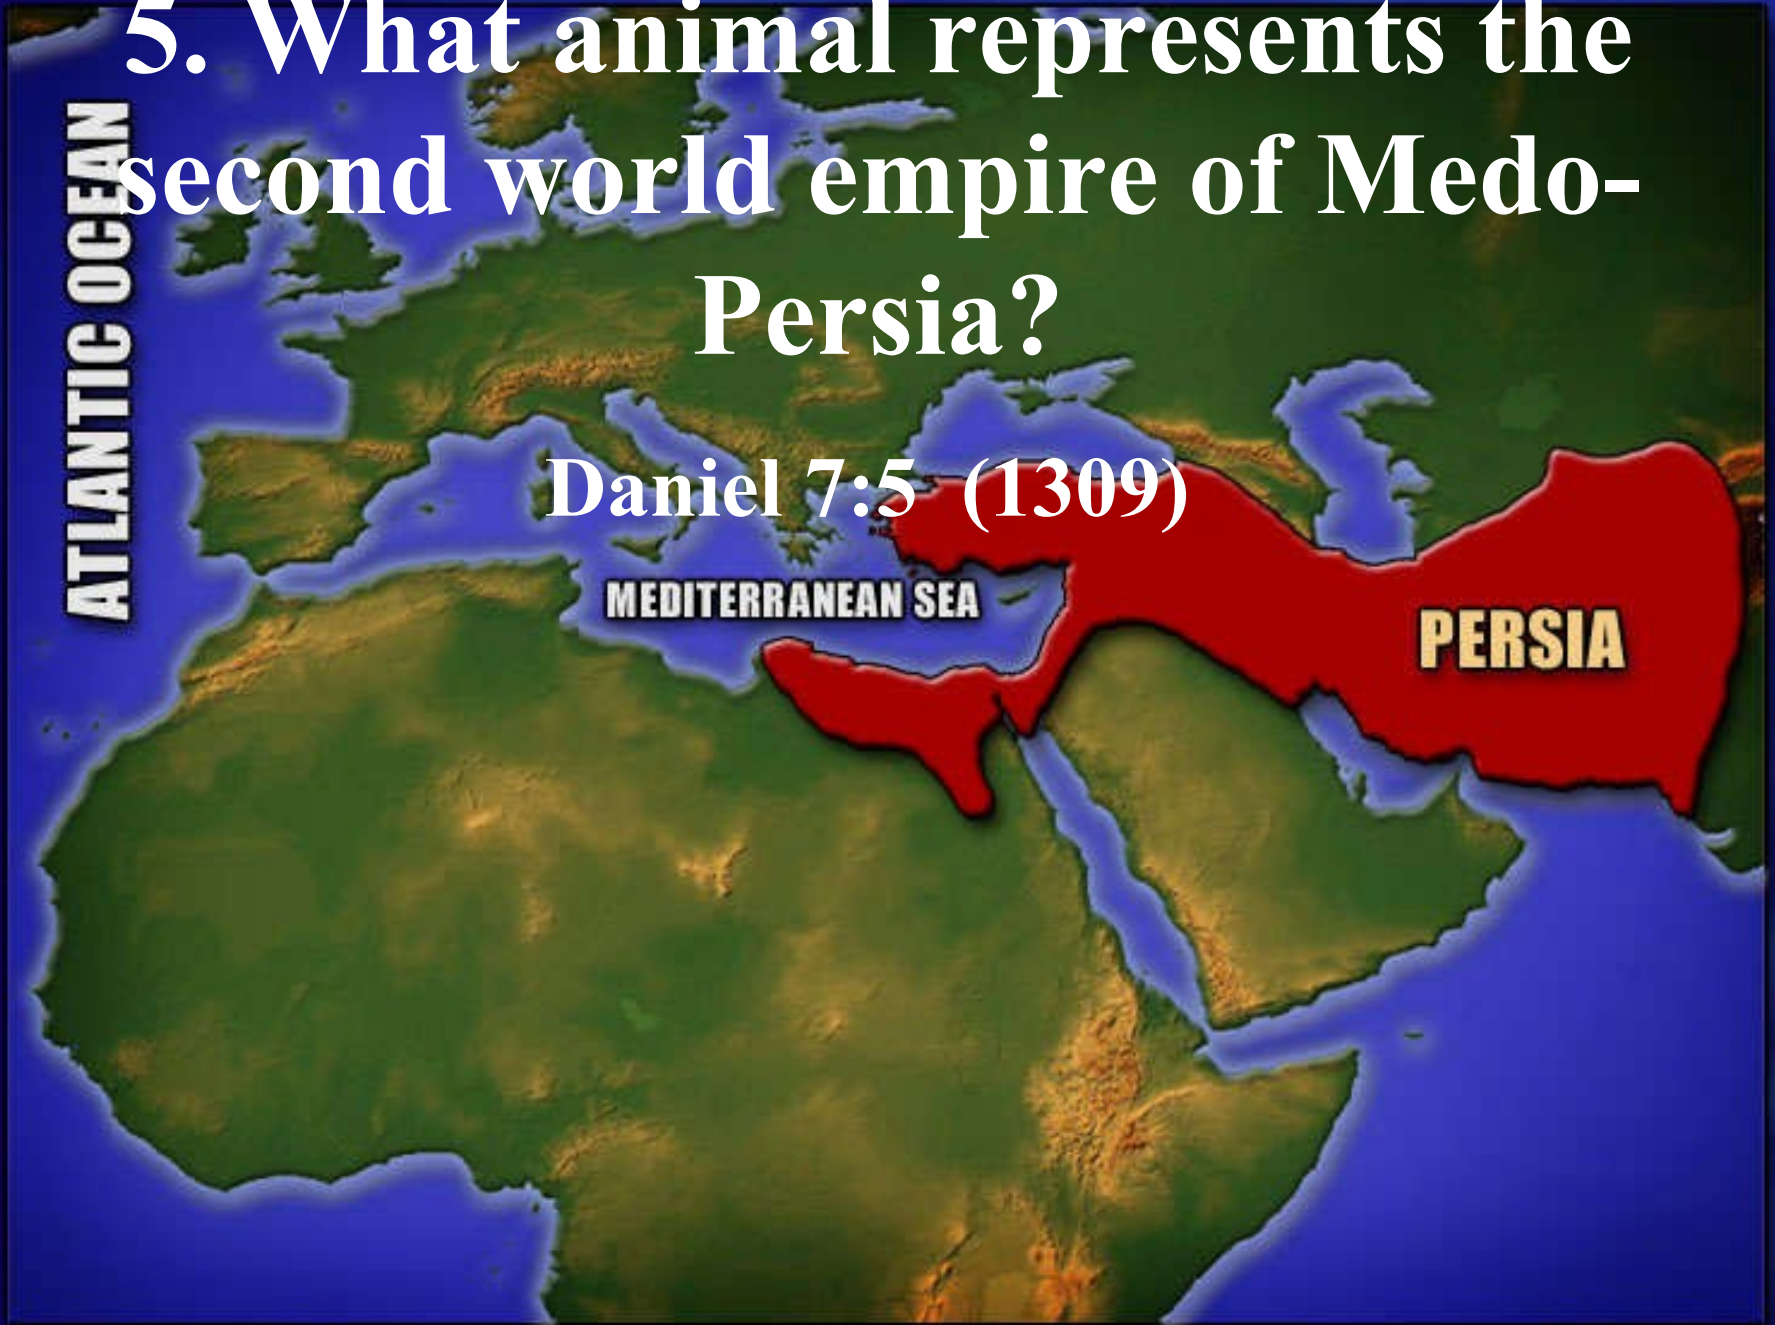 5. What animal represents the
second world empire of Medo-
Persia?
Daniel 7:5 (1309)
ATLANTIC OCEAN
MEDITERRANEAN SEA
PERSIA